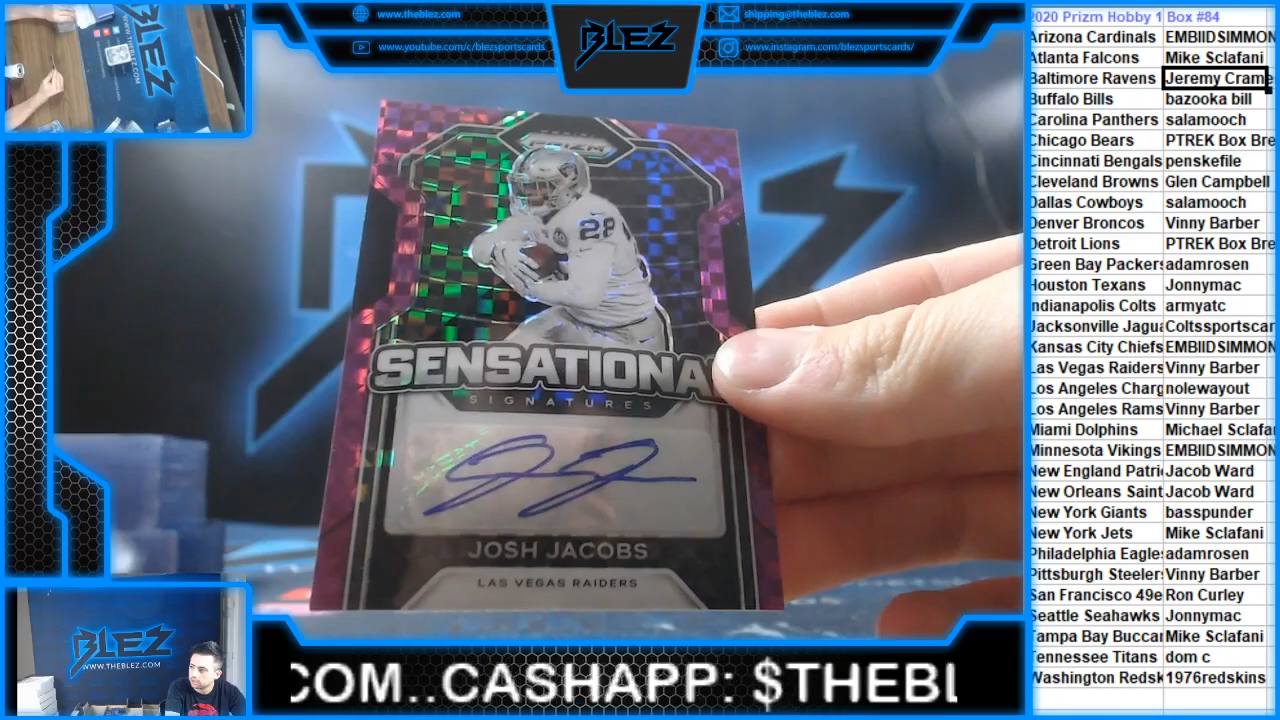 www.theblez.com
shipping@theblez.com
www.youtube.com/c/blezsportscards
www.instagram.com/blezsportscards/
BLEZ
PRIZM
28
SENSATIONA
SIGNATURES
JOSH JACOBS
LAS VEGAS RAIDERS
BLEZ
BLEZ
WWW.THEBLEZ.COM
COM..CASHAPP: $THEBL
2020 Prizm Hobby 1 Box #84
Arizona Cardinals EMBIIDSIMMON
Atlanta Falcons Mike Sclafani
Baltimore Ravens Jeremy Crame
Buffalo Bills bazooka bill
Carolina Panthers salamooch
Chicago Bears PTREK Box Bre
Cincinnati Bengals penskefile
Cleveland Browns Glen Campbell
Dallas Cowboys salamooch
Denver Broncos Vinny Barber
Detroit Lions PTREK Box Bre
Green Bay Packers adamrosen
Houston Texans Jonnymac
Indianapolis Colts armyatc
Jacksonville Jagua Coltssportscar
Kansas City Chiefs EMBIIDSIMMON
Las Vegas Raiders Vinny Barber
Los Angeles Charg nolewayout
Los Angeles Rams Vinny Barber
Miami Dolphins Michael Sclafa
Minnesota Vikings EMBIIDSIMMON
New England Patri Jacob Ward
New Orleans Saint Jacob Ward
New York Giants basspunder
New York Jets Mike Sclafani
Philadelphia Eagle adamrosen
Pittsburgh Steelers Vinny Barber
San Francisco 49e Ron Curley
Seattle Seahawks Jonnymac
Tampa Bay Buccar Mike Sclafani
Tennessee Titans dom c
Washington Redsk 1976redskins